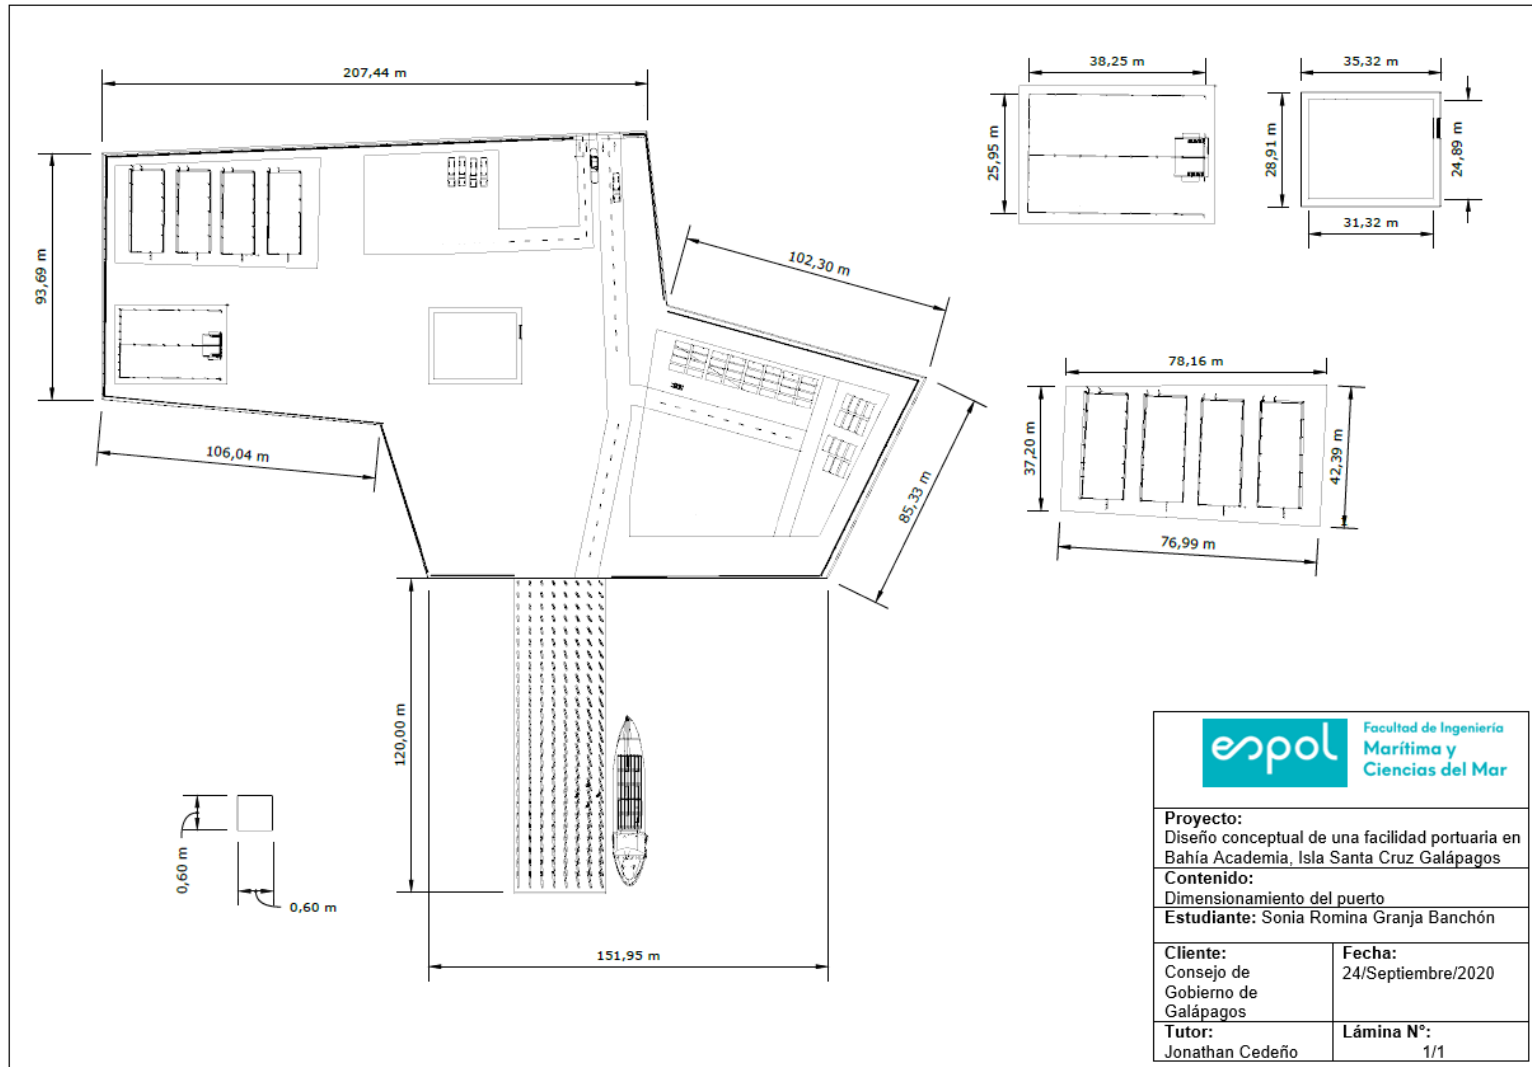 207,44 m
38,25 m
35,32 m
25,95 m
28,91 m
24,89 m
31,32 m
93,69 m
102,30 m
106,04 m
85,33 m
78,16 m
37,20 m
42,39 m
76,99 m
120,00 m
0,60 m
0,60 m
151,95 m
espol
Facultad de Ingeniería
Marítima y
Ciencias del Mar
Proyecto:
Diseño conceptual de una facilidad portuaria en
Bahía Academia, Isla Santa Cruz Galápagos
Contenido:
Dimensionamiento del puerto
Estudiante: Sonia Romina Granja Banchón
Cliente:
Consejo de
Gobierno de
Galápagos
Fecha:
24/Septiembre/2020
Tutor:
Jonathan Cedeño
Lámina N°:
1/1